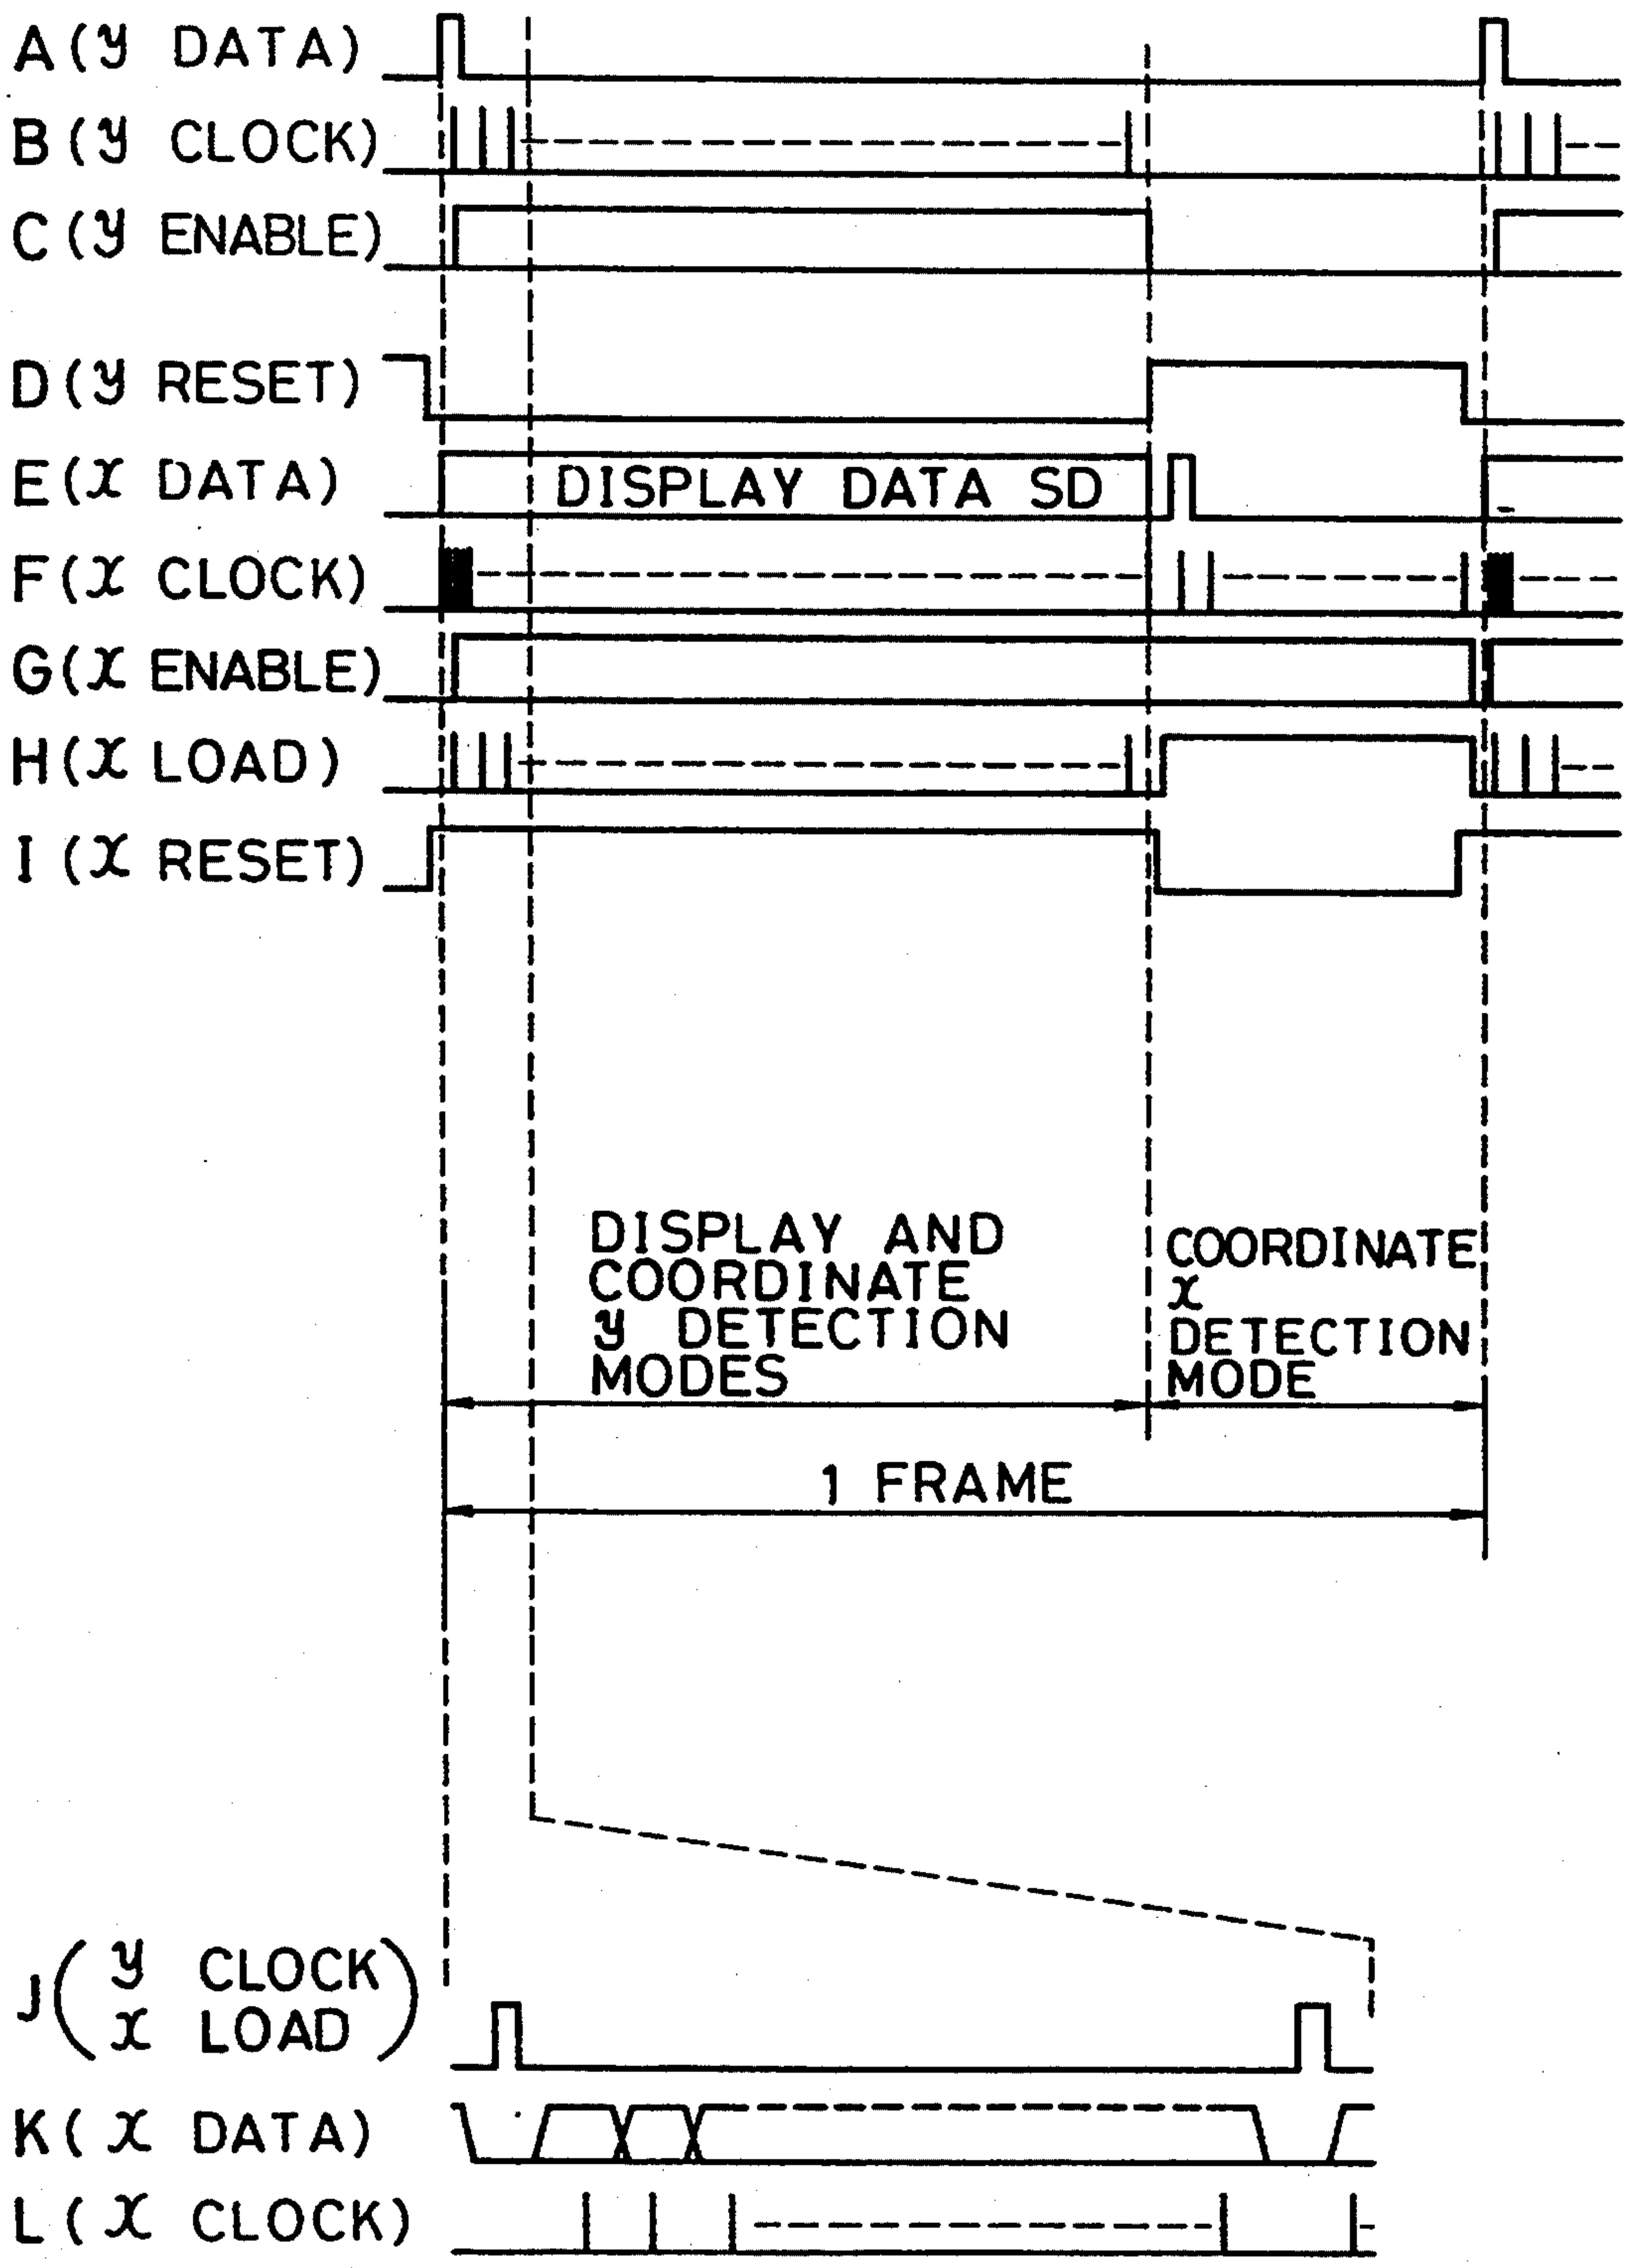 A (y DATA)
B (y CLOCK)
C (y ENABLE)
D (y RESET)
E (x DATA)
DISPLAY DATA SD
F (x CLOCK)
G (x ENABLE)
H (x LOAD)
I (x RESET)
DISPLAY AND
COORDINATE
y DETECTION
MODES
COORDINATE
x
DETECTION
MODE
1 FRAME
J ( y CLOCK
x LOAD )
K ( x DATA)
L ( x CLOCK)